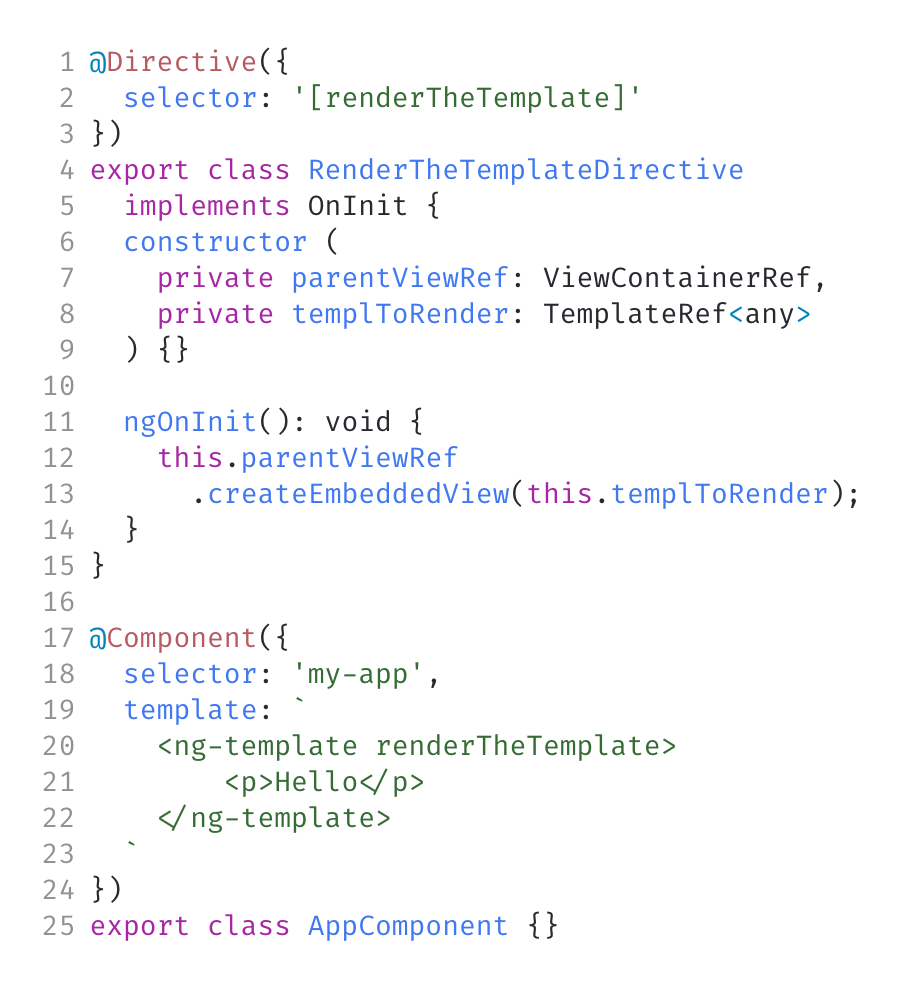 1 @Directive({
2   selector: '[renderTheTemplate]'
3 })
4 export class RenderTheTemplateDirective
5   implements OnInit {
6   constructor (
7     private parentViewRef: ViewContainerRef,
8     private templToRender: TemplateRef<any>
9   ) {}
10
11   ngOnInit(): void {
12     this.parentViewRef
13       .createEmbeddedView(this.templToRender);
14   }
15 }
16
17 @Component({
18   selector: 'my-app',
19   template: `
20     <ng-template renderTheTemplate>
21         <p>Hello</p>
22     </ng-template>
23   `
24 })
25 export class AppComponent {}